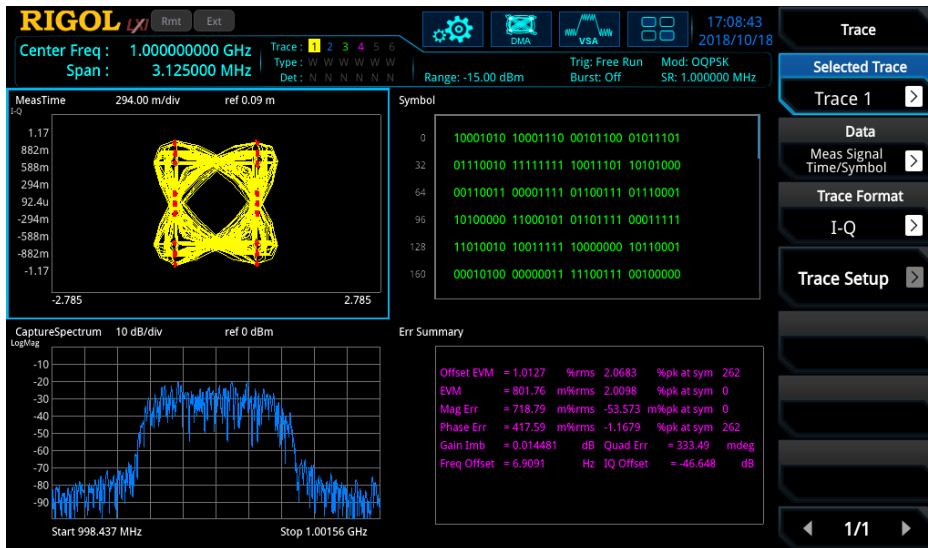 RIGOL LXI Rmt Ext
DMA
VSA
17:08:43
2018/10/18
Center Freq : 1.000000000 GHz
Span : 3.125000 MHz
Trace : 1 2 3 4 5 6
Type : W W W W W W
Det : N N N N N N
Range: -15.00 dBm
Trig: Free Run
Burst: Off
Mod: OQPSK
SR: 1.000000 MHz
MeasTime 294.00 m/div ref 0.09 m
I-Q
1.17
882m
588m
294m
92.4u
-294m
-588m
-882m
-1.17
-2.785 2.785
Symbol
0 10001010 10001110 00101100 01011101
32 01110010 11111111 10011101 10101000
64 00110011 00001111 01100111 01110001
96 10100000 11000101 01101111 00011111
128 11010010 10011111 10000000 10110001
160 00010100 00000011 11100111 00100000
CaptureSpectrum 10 dB/div ref 0 dBm
LogMag
-10
-20
-30
-40
-50
-60
-70
-80
-90
Start 998.437 MHz Stop 1.00156 GHz
Err Summary
Offset EVM = 1.0127 %rms 2.0683 %pk at sym 262
EVM = 801.76 m%rms 2.0098 %pk at sym 0
Mag Err = 718.79 m%rms -53.573 m%pk at sym 0
Phase Err = 417.59 m%rms -1.1679 %pk at sym 262
Gain Imb = 0.014481 dB Quad Err = 333.49 mdeg
Freq Offset = 6.9091 Hz IQ Offset = -46.648 dB
Trace
Selected Trace
Trace 1
Data
Meas Signal
Time/Symbol
Trace Format
I-Q
Trace Setup
1/1